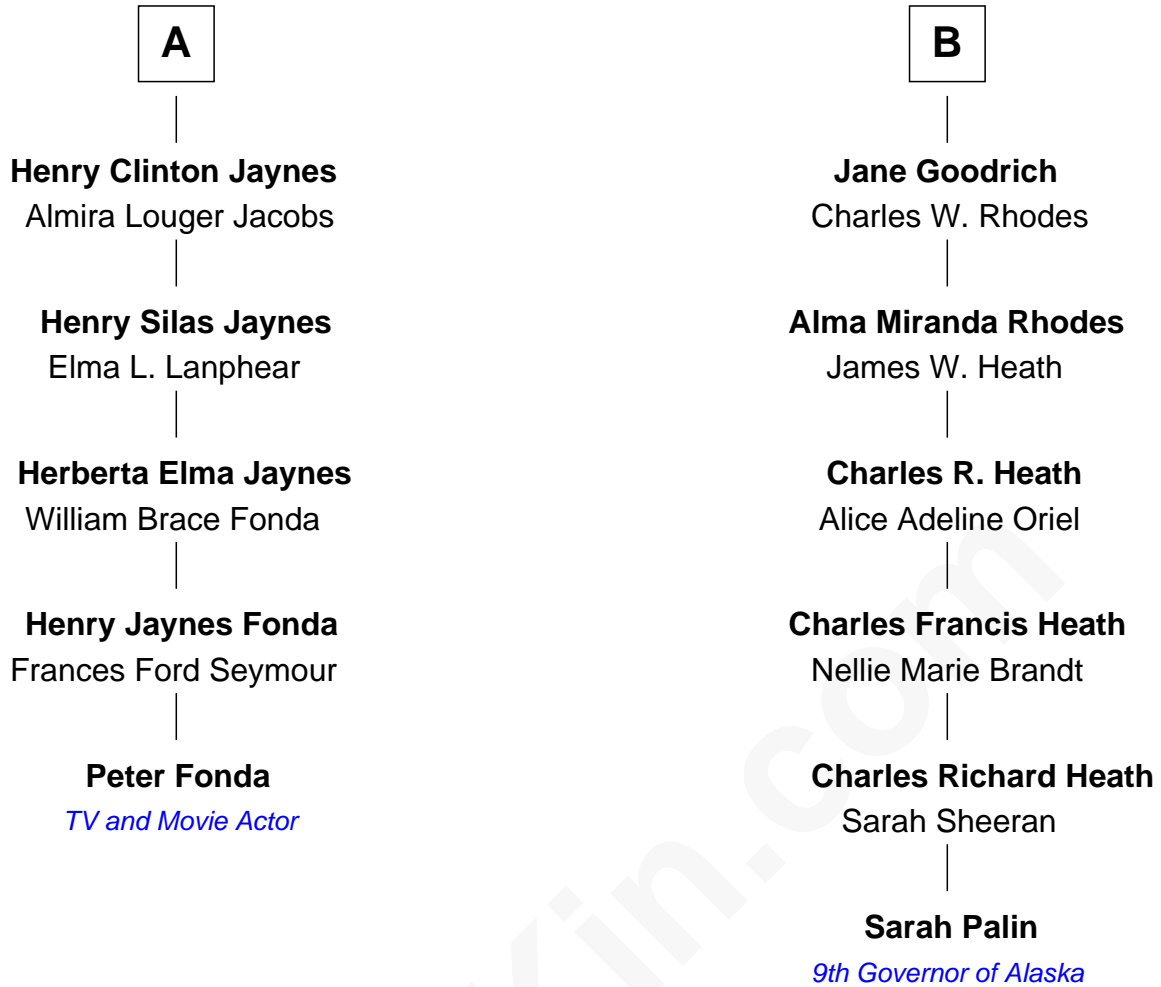 A
Henry Clinton Jaynes
Almira Louger Jacobs
Henry Silas Jaynes
Elma L. Lanphear
Herberta Elma Jaynes
William Brace Fonda
Henry Jaynes Fonda
Frances Ford Seymour
Peter Fonda
TV and Movie Actor
B
Jane Goodrich
Charles W. Rhodes
Alma Miranda Rhodes
James W. Heath
Charles R. Heath
Alice Adeline Oriel
Charles Francis Heath
Nellie Marie Brandt
Charles Richard Heath
Sarah Sheeran
Sarah Palin
9th Governor of Alaska
Kin.com